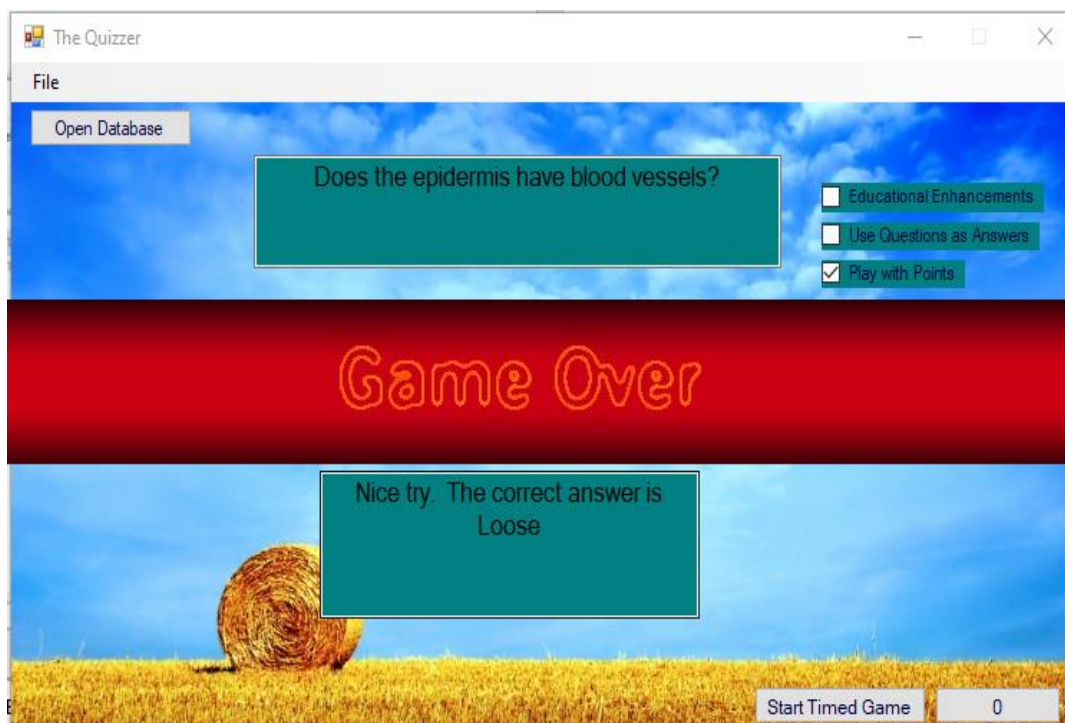 The Quizzer
File
Open Database
Does the epidermis have blood vessels?
Educational Enhancements
Use Questions as Answers
Play with Points
Game Over
Nice try.  The correct answer is
Loose
Start Timed Game
0